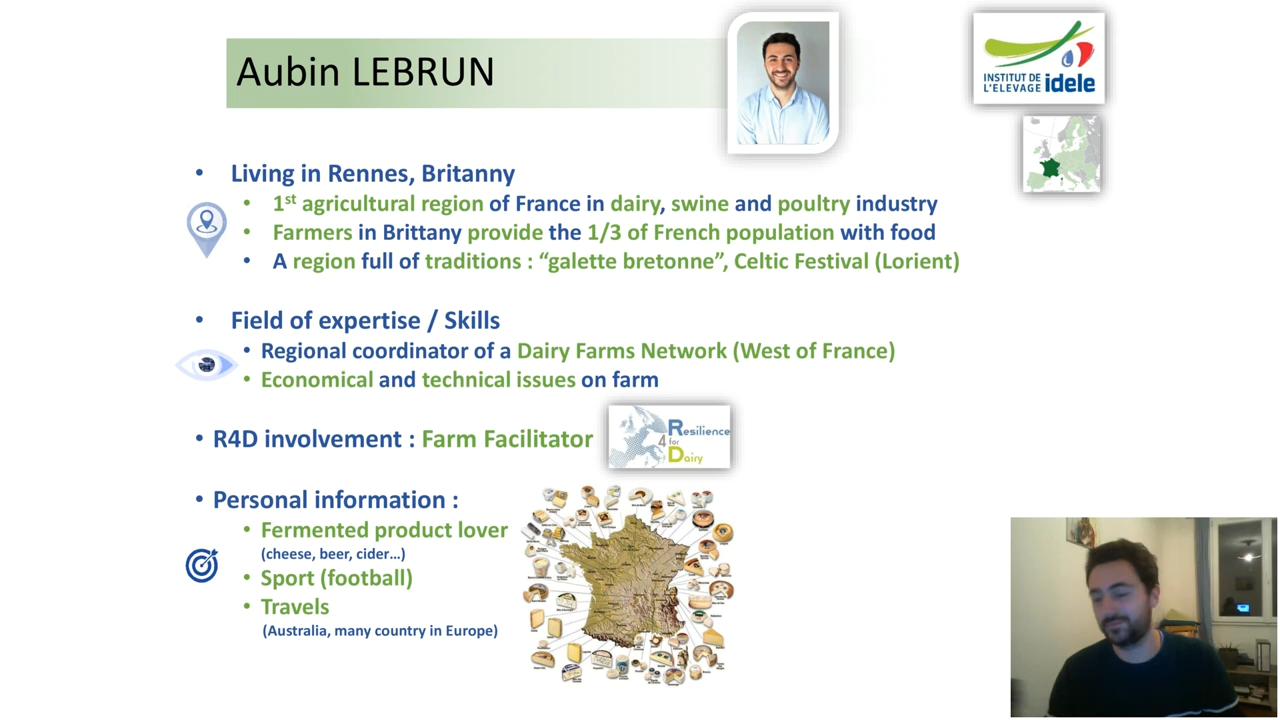 Aubin LEBRUN
INSTITUT DE
L'ELEVAGE idele
• Living in Rennes, Britanny
• 1st agricultural region of France in dairy, swine and poultry industry
• Farmers in Brittany provide the 1/3 of French population with food
• A region full of traditions : “galette bretonne”, Celtic Festival (Lorient)
• Field of expertise / Skills
• Regional coordinator of a Dairy Farms Network (West of France)
• Economical and technical issues on farm
• R4D involvement : Farm Facilitator
Resilience
4 for
Dairy
• Personal information :
• Fermented product lover
(cheese, beer, cider…)
• Sport (football)
• Travels
(Australia, many country in Europe)